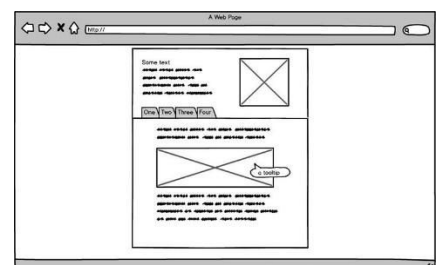 A Web Page
http://
Some text
One Two Three Four
a tooltip